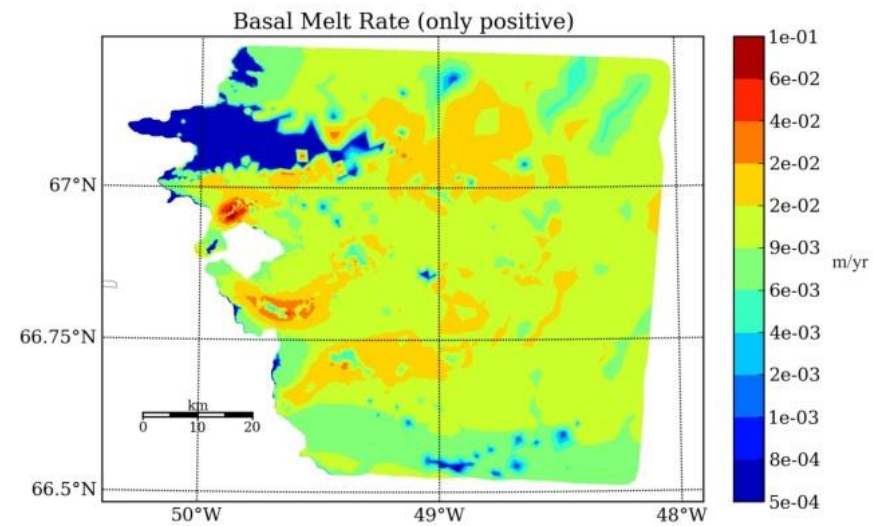 Basal Melt Rate (only positive)
67°N
66.75°N
66.5°N
50°W
49°W
48°W
km
0 10 20
1e-01
6e-02
4e-02
2e-02
2e-02
9e-03
6e-03
4e-03
2e-03
1e-03
8e-04
5e-04
m/yr